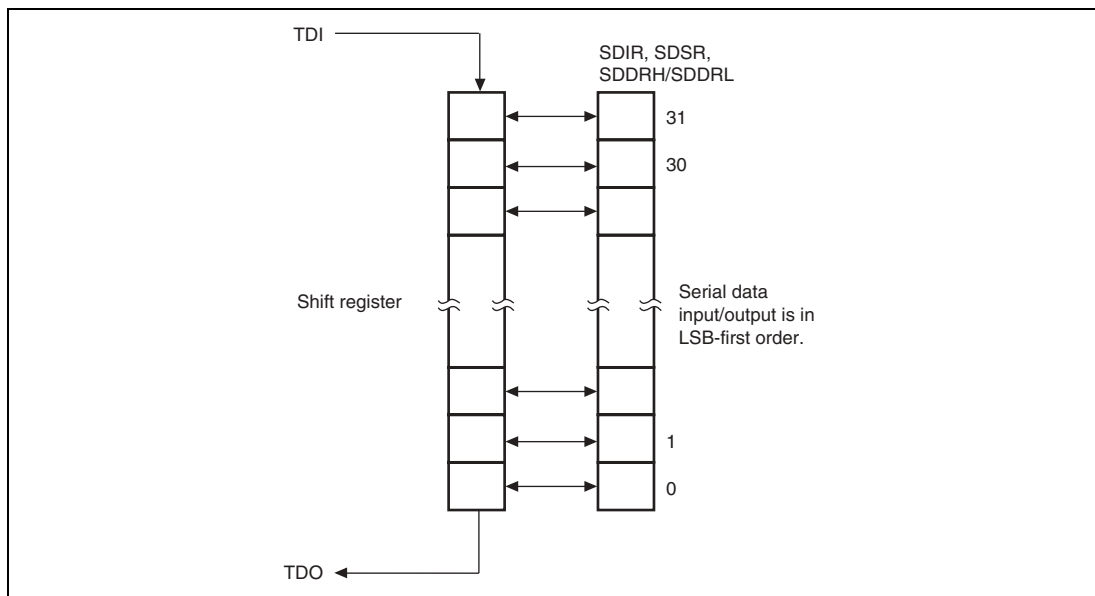 TDI
SDIR, SDSR,
SDDRH/SDDRL
31
30
Shift register
Serial data
input/output is in
LSB-first order.
1
0
TDO